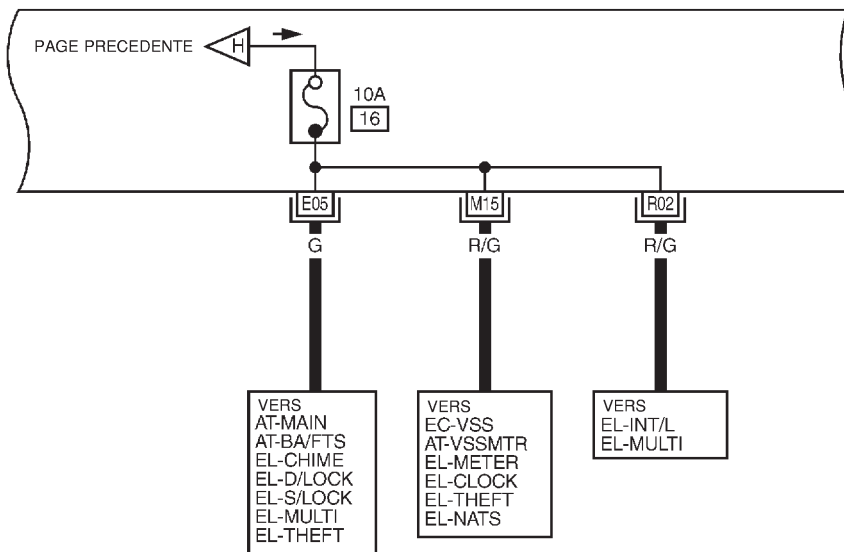 PAGE PRECEDENTE H
10A
16
E05 M15 R02
G R/G R/G
VERS
AT-MAIN
AT-BA/FTS
EL-CHIME
EL-D/LOCK
EL-S/LOCK
EL-MULTI
EL-THEFT
VERS
EC-VSS
AT-VSSMTR
EL-METER
EL-CLOCK
EL-THEFT
EL-NATS
VERS
EL-INT/L
EL-MULTI